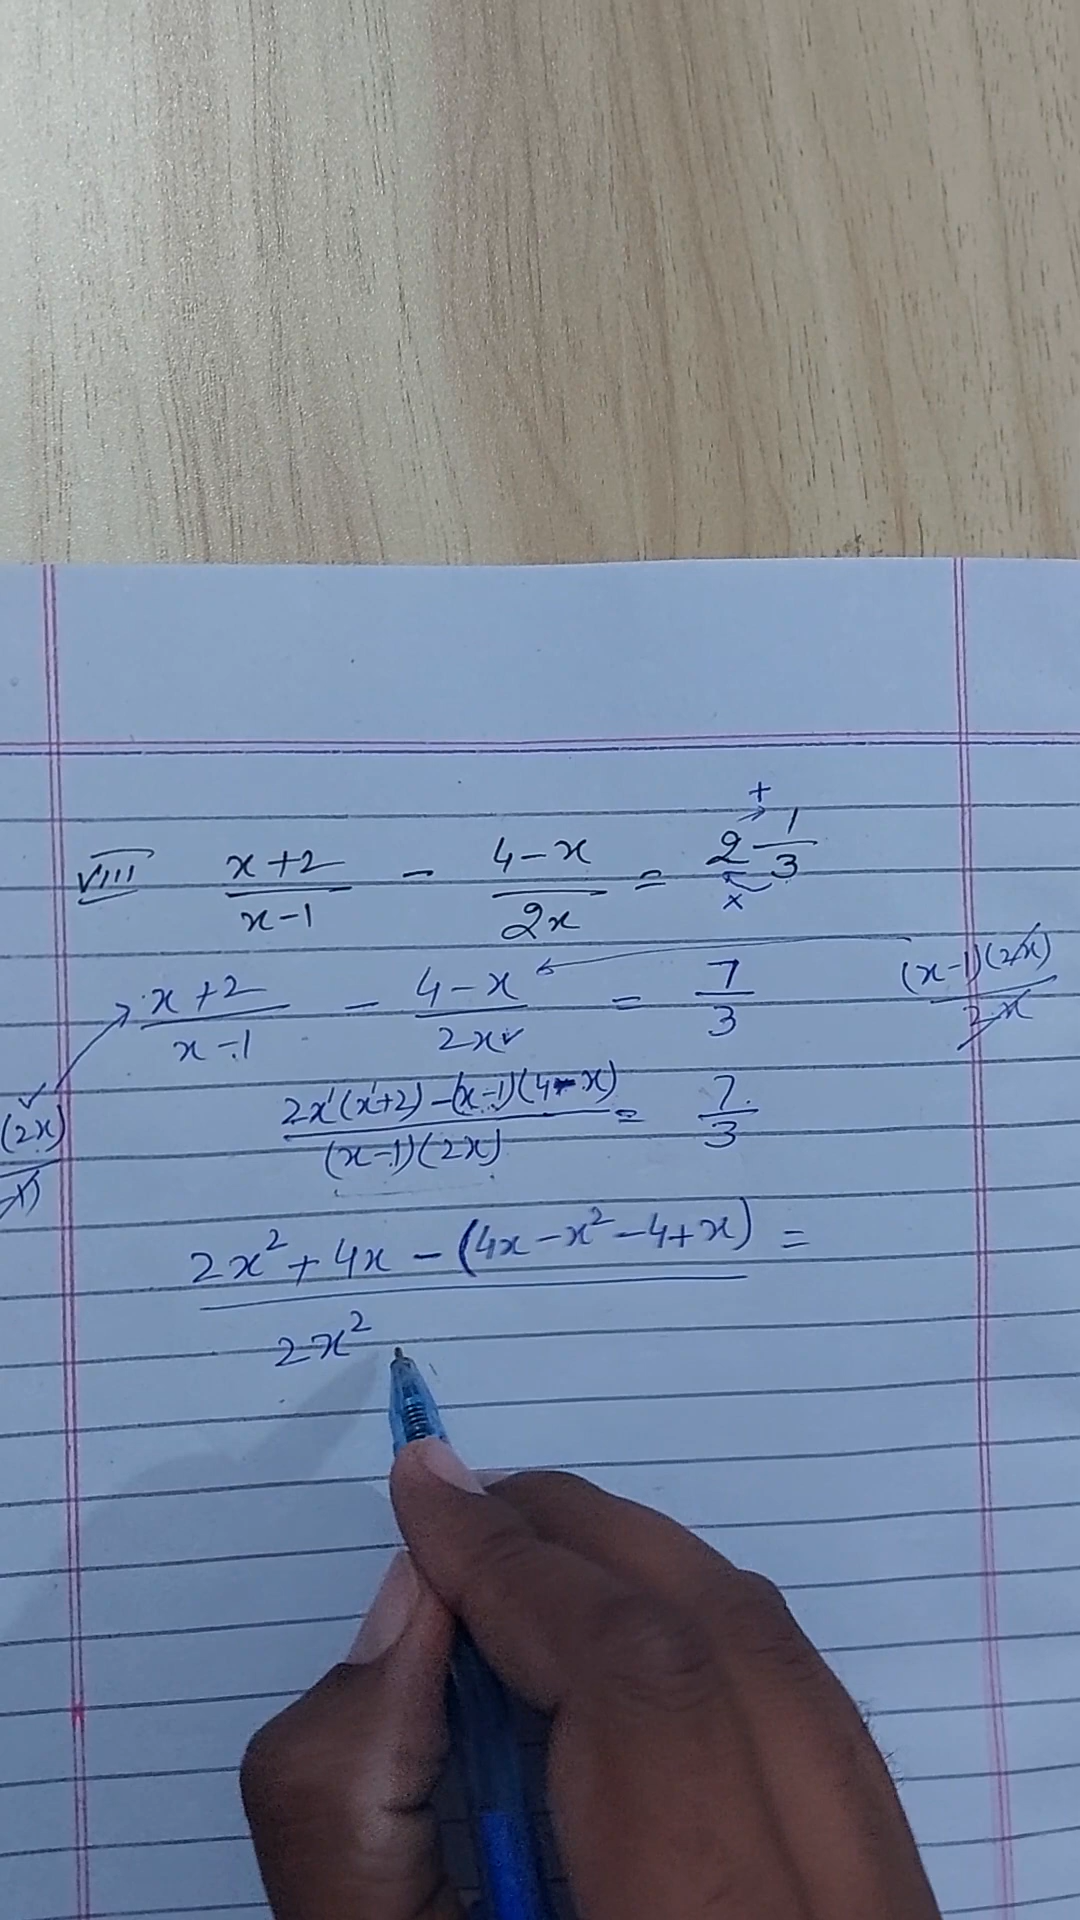 VIII x+2/x-1 - 4-x/2x = 2 1/3 + x
x+2/x-1 - 4-x/2x = 7/3 (x-1)(2x)/2x
(2x) 2x(x+2)-(x-1)(4-x)/(x-1)(2x) = 7/3
2x²+4x-(4x-x²-4+x) =
2x²